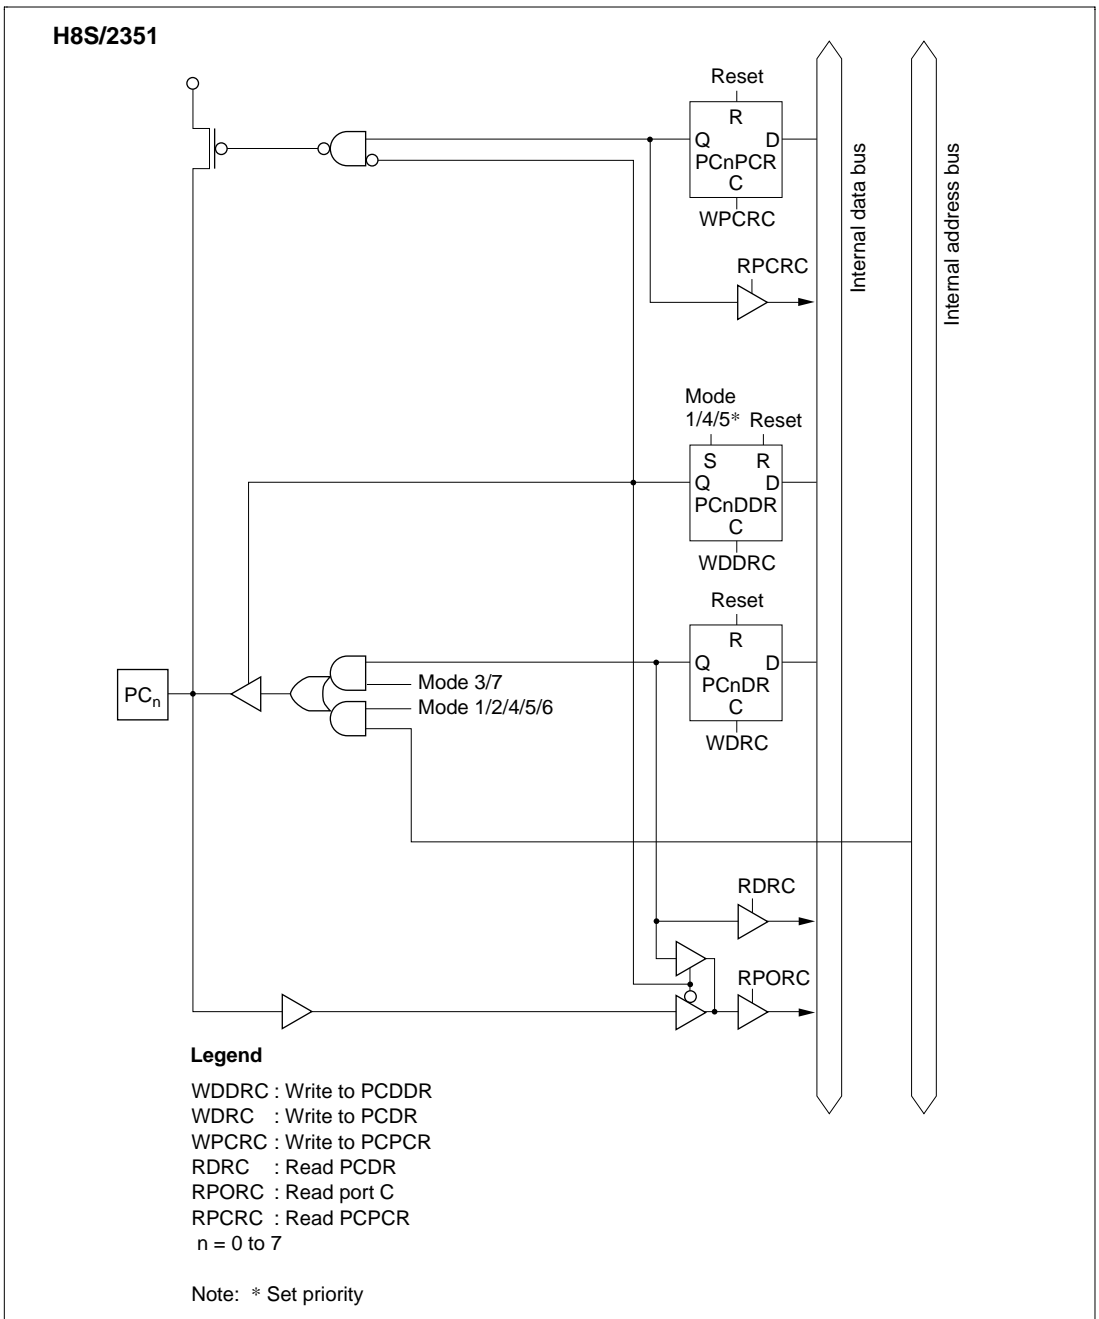 H8S/2351
Reset
R
Q D
PCnPCR
C
WPCRC
RPCRC
Internal data bus
Internal address bus
Mode
1/4/5* Reset
S R
Q D
PCnDDR
C
WDDRC
Reset
R
Q D
PCnDR
C
WDRC
PCn
Mode 3/7
Mode 1/2/4/5/6
RDRC
RPORC
Legend
WDDRC : Write to PCDDR
WDRC : Write to PCDR
WPCRC : Write to PCPCR
RDRC : Read PCDR
RPORC : Read port C
RPCRC : Read PCPCR
n = 0 to 7
Note: * Set priority